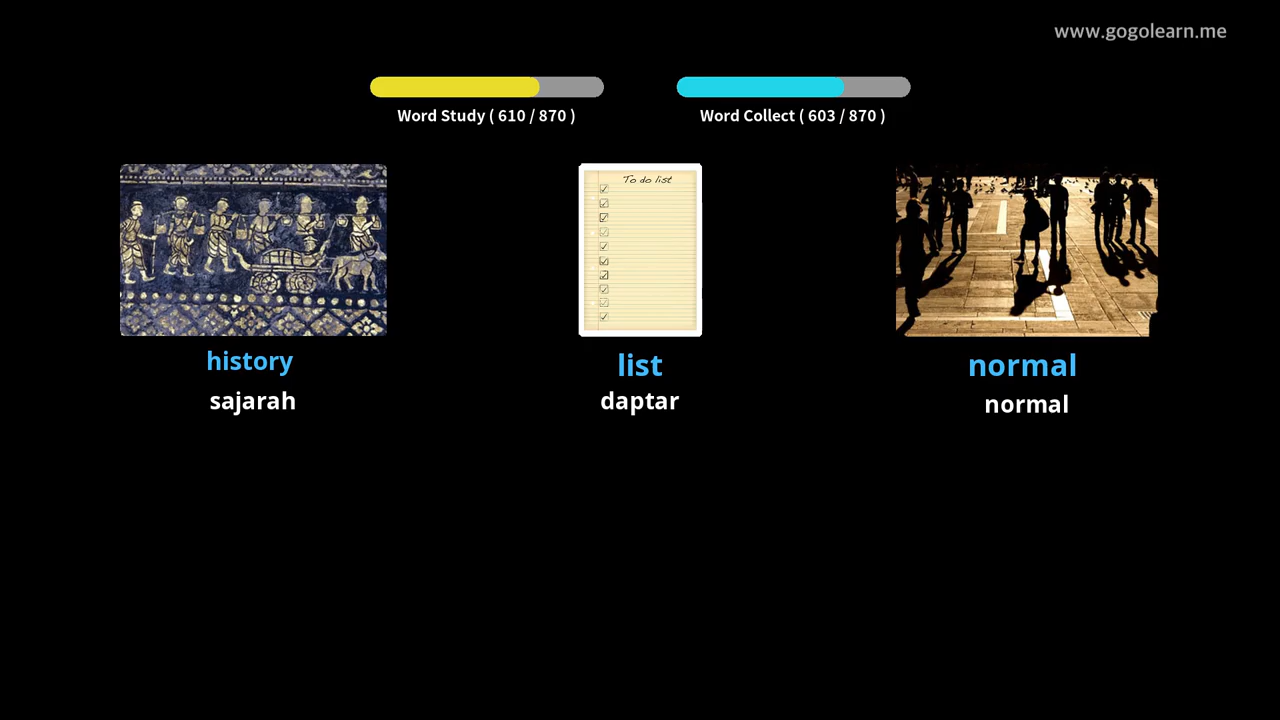 www.gogolearn.me
Word Study ( 610 / 870 )
Word Collect ( 603 / 870 )
To do list
history
list
normal
sajarah
daptar
normal